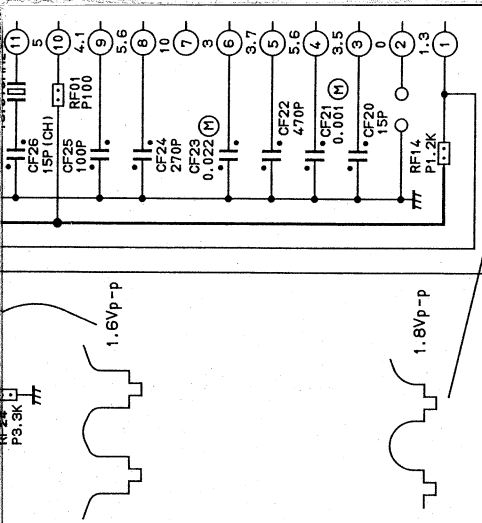 11
5
10
4.1
9
5.6
8
10
7
3
6
3.7
5
5.6
4
3.5
3
0
2
1.3
1
RF01
P100
CF26
15P(CH)
CF25
100P
CF24
270P
CF23
0.022 M
CF22
470P
CF21
0.001 M
CF20
15P
RF14
P1.2K
1.6Vp-p
1.8Vp-p
P3.3K